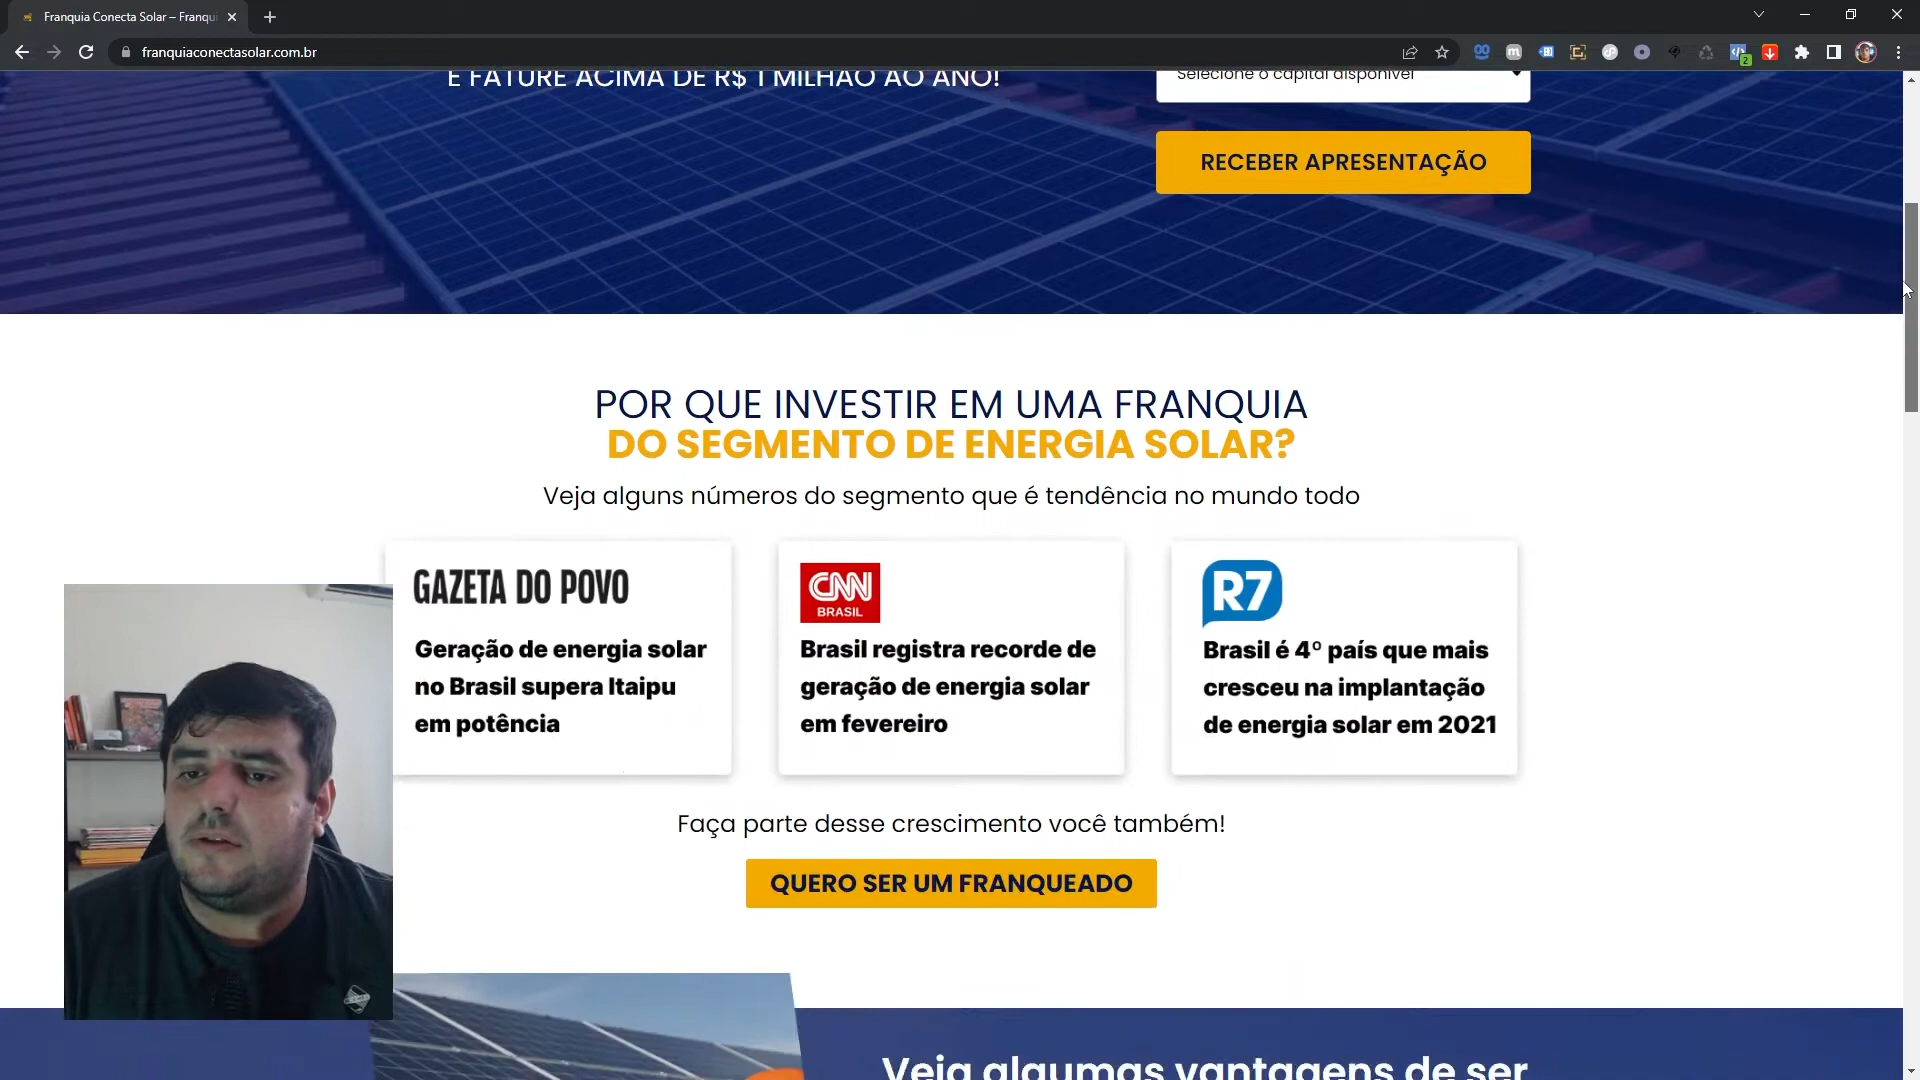 Franquia Conecta Solar – Franqui
franquiaconectasolar.com.br
2
E FATURE ACIMA DE R$ 1 MILHÃO AO ANO!
Selecione o capital disponível
RECEBER APRESENTAÇÃO
POR QUE INVESTIR EM UMA FRANQUIA
DO SEGMENTO DE ENERGIA SOLAR?
Veja alguns números do segmento que é tendência no mundo todo
GAZETA DO POVO
Geração de energia solar
no Brasil supera Itaipu
em potência
CNN
BRASIL
Brasil registra recorde de
geração de energia solar
em fevereiro
R7
Brasil é 4º país que mais
cresceu na implantação
de energia solar em 2021
Faça parte desse crescimento você também!
QUERO SER UM FRANQUEADO
Veja algumas vantagens de ser